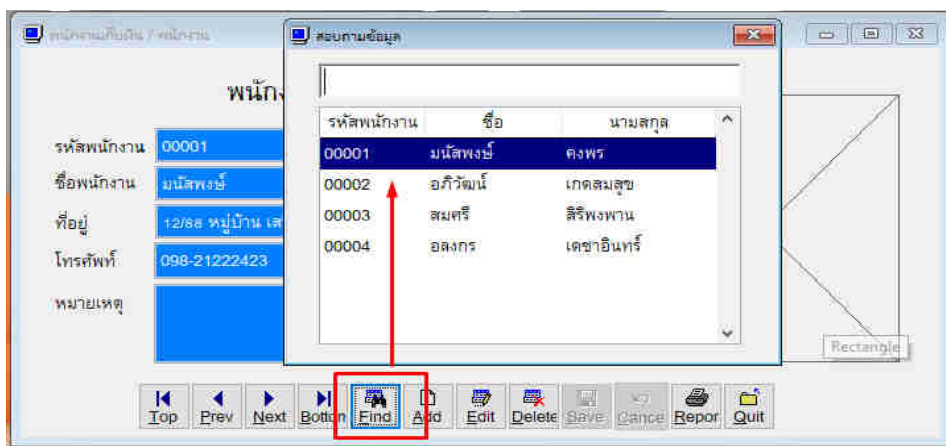 พนักงานเก็บเงิน / พนักงาน
สอบถามข้อมูล
พนักง
รหัสพนักงาน 00001
ชื่อพนักงาน มนัสพงษ์
ที่อยู่ 12/88 หมู่บ้าน เส
โทรศัพท์ 098-21222423
หมายเหตุ
รหัสพนักงาน ชื่อ นามสกุล
00001 มนัสพงษ์ คงพร
00002 อภิวัฒน์ เกดสมสุข
00003 สมศรี สิริพงพาน
00004 อลงกร เดชาอินทร์
Rectangle
Top Prev Next Botton Find Add Edit Delete Save Cance Repor Quit